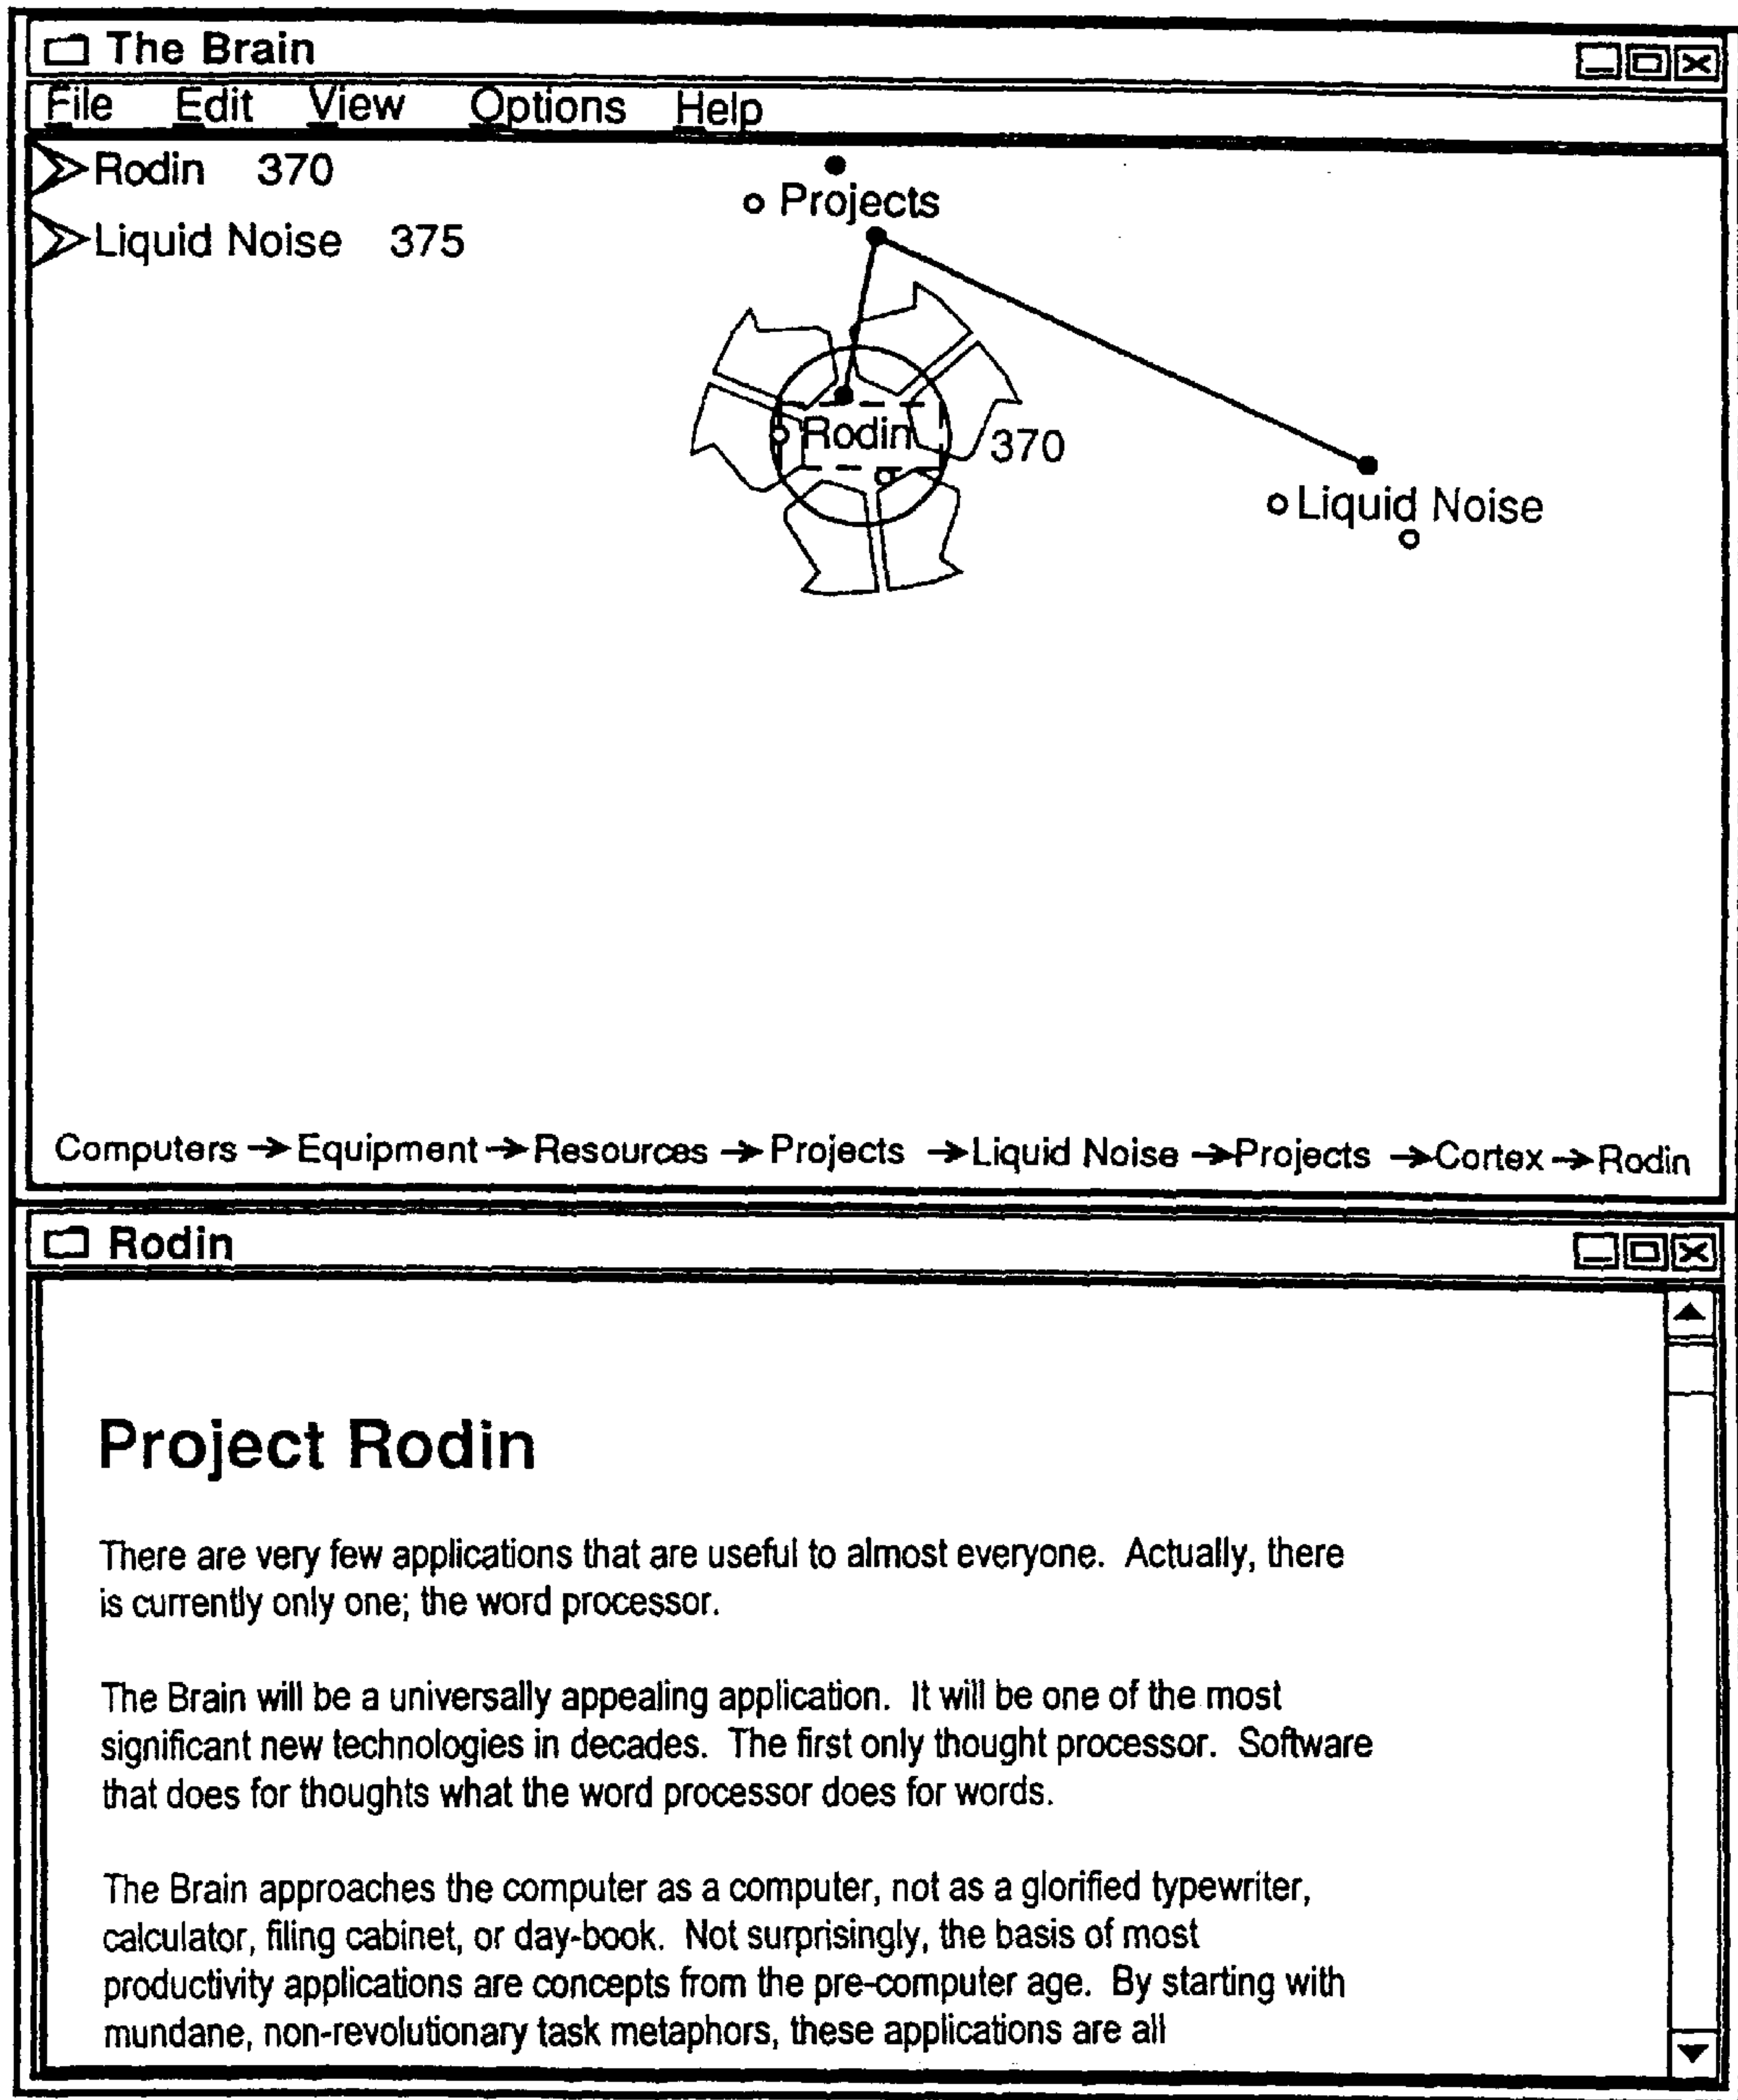 The Brain
File Edit View Options Help
Rodin 370
Liquid Noise 375
Projects
Rodin 370
Liquid Noise
Computers → Equipment → Resources → Projects → Liquid Noise → Projects → Cortex → Rodin
Rodin
Project Rodin
There are very few applications that are useful to almost everyone. Actually, there
is currently only one; the word processor.
The Brain will be a universally appealing application. It will be one of the most
significant new technologies in decades. The first only thought processor. Software
that does for thoughts what the word processor does for words.
The Brain approaches the computer as a computer, not as a glorified typewriter,
calculator, filing cabinet, or day-book. Not surprisingly, the basis of most
productivity applications are concepts from the pre-computer age. By starting with
mundane, non-revolutionary task metaphors, these applications are all